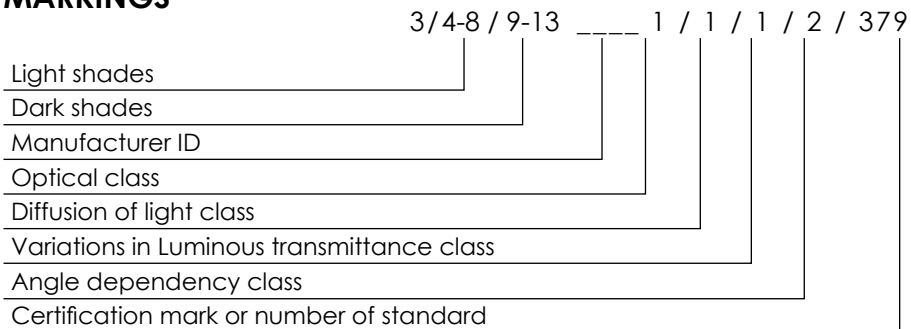 MARKINGS
3/4-8 / 9-13 ____ 1 / 1 / 1 / 2 / 379
Light shades
Dark shades
Manufacturer ID
Optical class
Diffusion of light class
Variations in Luminous transmittance class
Angle dependency class
Certification mark or number of standard